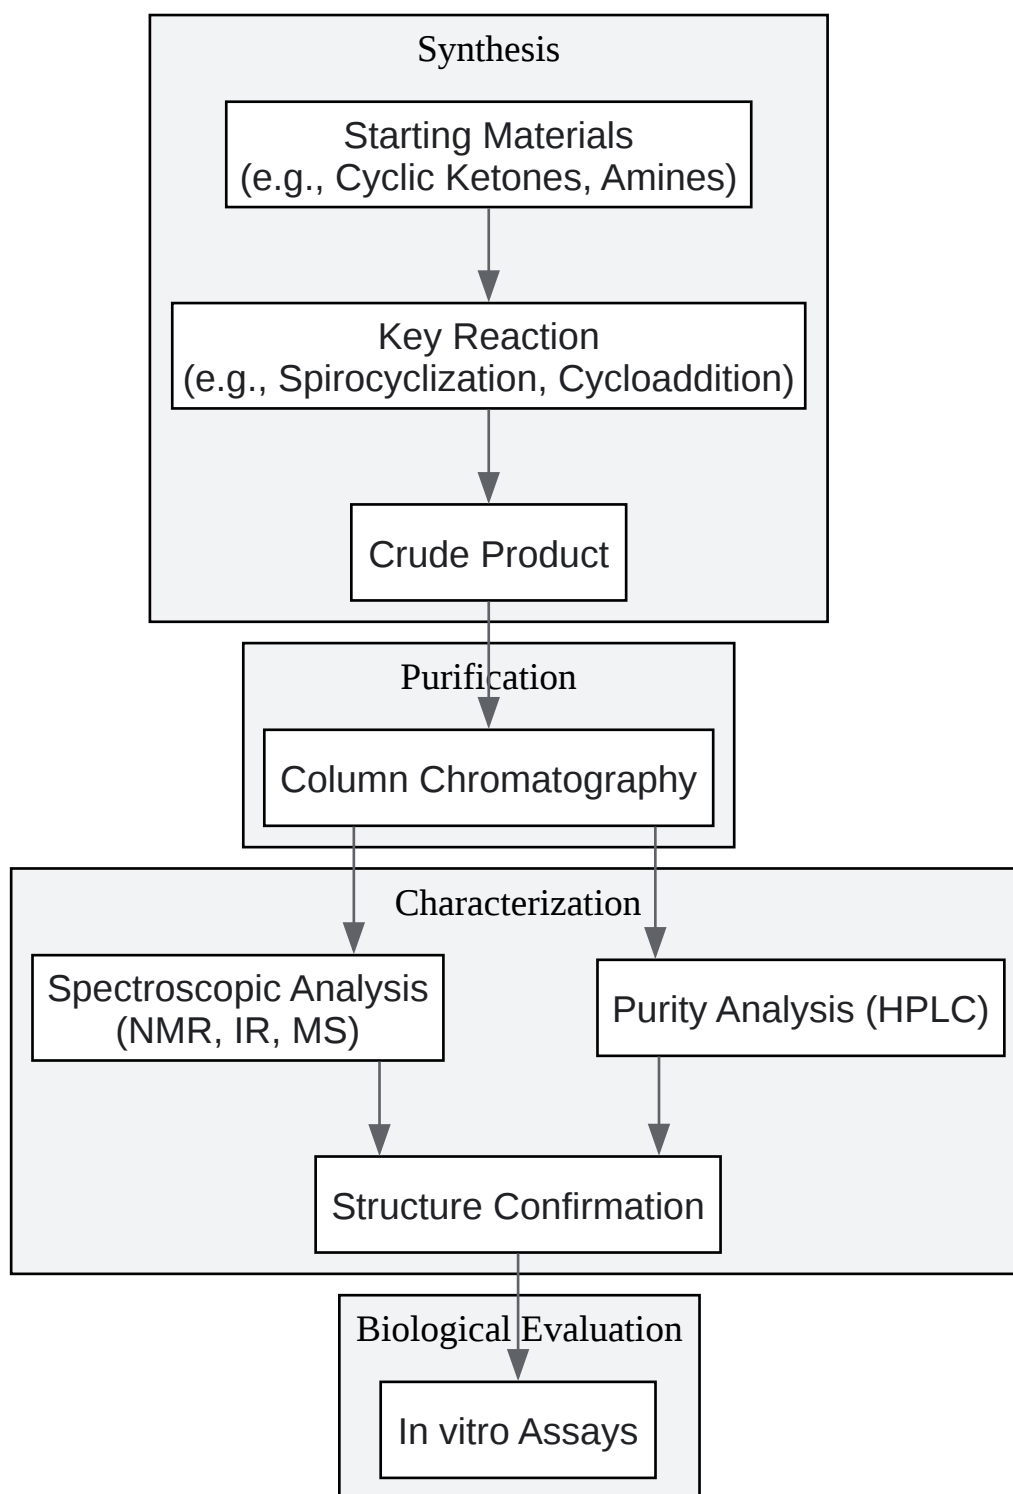 Synthesis
Starting Materials
(e.g., Cyclic Ketones, Amines)
Key Reaction
(e.g., Spirocyclization, Cycloaddition)
Crude Product
Purification
Column Chromatography
Characterization
Spectroscopic Analysis
(NMR, IR, MS)
Purity Analysis (HPLC)
Structure Confirmation
Biological Evaluation
In vitro Assays